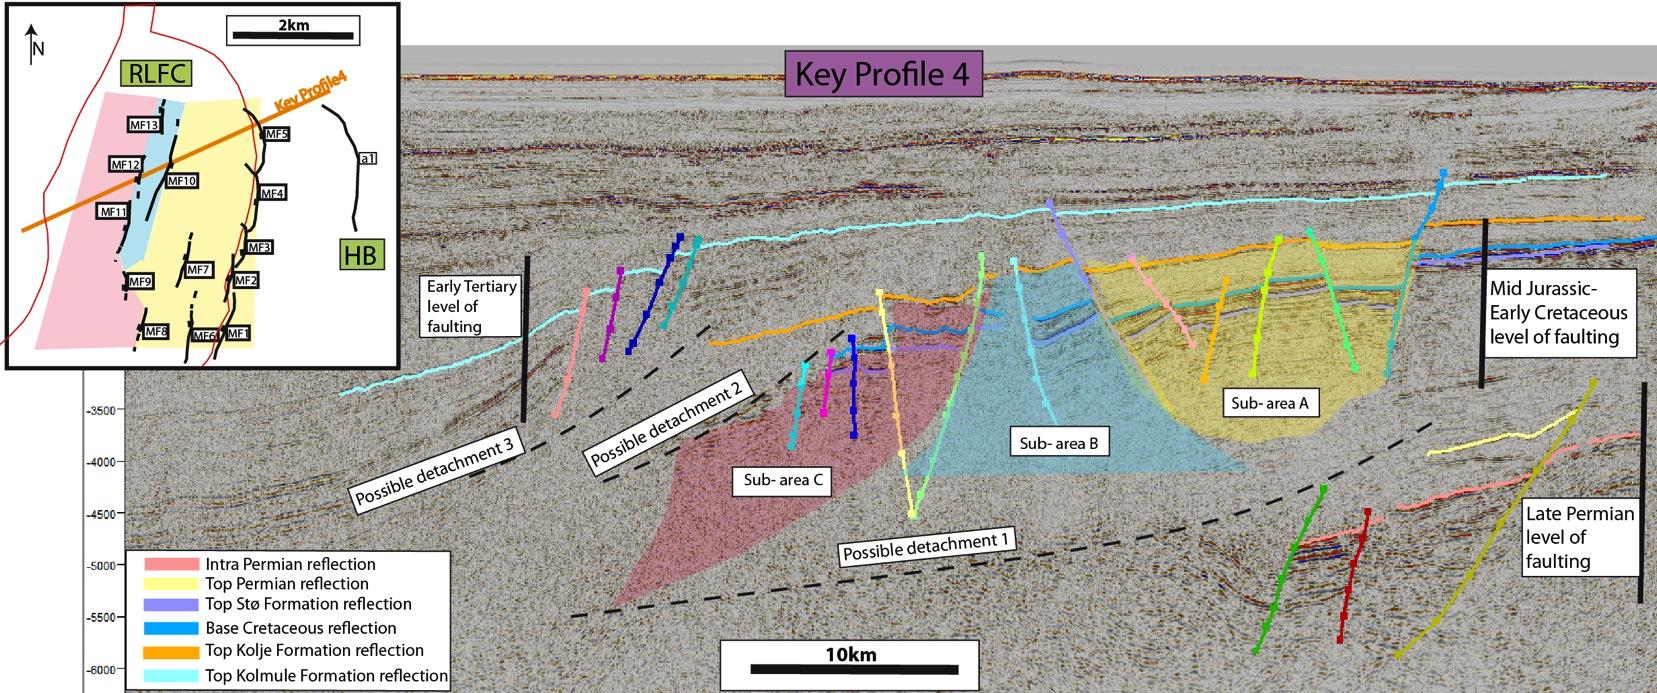 2km
N
RLFC
Key Profile4
MF13
MF5
a1
MF12
MF10
MF4
MF11
MF3
HB
MF9
MF7
MF2
MF8
MF6
MF1
Key Profile 4
Early Tertiary
level of
faulting
Mid Jurassic-
Early Cretaceous
level of faulting
Sub- area A
Sub- area B
Sub- area C
Possible detachment 3
Possible detachment 2
Possible detachment 1
Late Permian
level of
faulting
-3500
-4000
-4500
-5000
-5500
-6000
Intra Permian reflection
Top Permian reflection
Top Stø Formation reflection
Base Cretaceous reflection
Top Kolje Formation reflection
Top Kolmule Formation reflection
10km